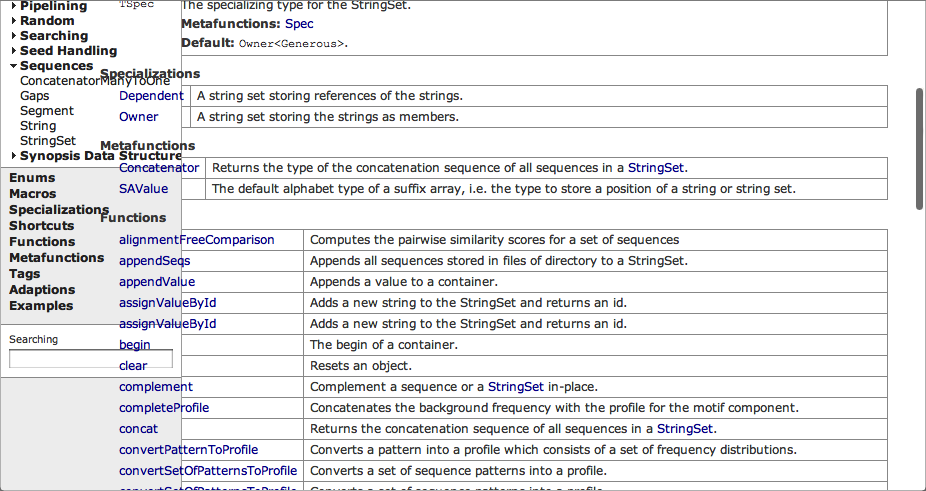 Pipelining
Random
Searching
Seed Handling
Sequences
ConcatenatorManyToOne
Gaps
Segment
String
StringSet
Synopsis Data Structure
Enums
Macros
Specializations
Shortcuts
Functions
Metafunctions
Tags
Adaptions
Examples
Searching
TSpec
The specializing type for the StringSet.
Metafunctions: Spec
Default: Owner<Generous>.
Specializations
Dependent A string set storing references of the strings.
Owner A string set storing the strings as members.
Metafunctions
Concatenator Returns the type of the concatenation sequence of all sequences in a StringSet.
SAValue The default alphabet type of a suffix array, i.e. the type to store a position of a string or string set.
Functions
alignmentFreeComparison Computes the pairwise similarity scores for a set of sequences
appendSeqs Appends all sequences stored in files of directory to a StringSet.
appendValue Appends a value to a container.
assignValueById Adds a new string to the StringSet and returns an id.
assignValueById Adds a new string to the StringSet and returns an id.
begin The begin of a container.
clear Resets an object.
complement Complement a sequence or a StringSet in-place.
completeProfile Concatenates the background frequency with the profile for the motif component.
concat Returns the concatenation sequence of all sequences in a StringSet.
convertPatternToProfile Converts a pattern into a profile which consists of a set of frequency distributions.
convertSetOfPatternsToProfile Converts a set of sequence patterns into a profile.
convertSetOfPatternsToProfile Converts a set of sequence patterns into a profile.